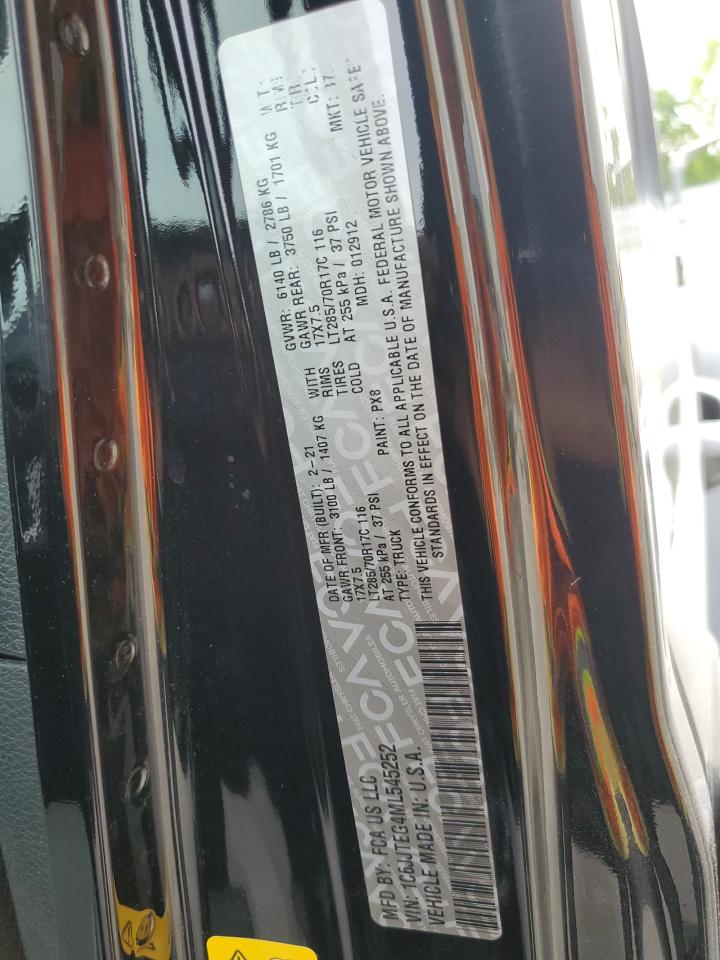 MFD BY: FCA US LLC
DATE OF MFR (BUILT): 2-21
GVWR: 6140 LB / 2786 KG
GAWR FRONT: 3100 LB / 1407 KG
WITH
GAWR REAR: 3750 LB / 1701 KG
17X7.5
RIMS
17X7.5
LT285/70R17C 116
TIRES
LT285/70R17C 116
AT 255 kPa / 37 PSI
COLD
AT 255 kPa / 37 PSI
VIN: 1C6JJTEG4ML545252
TYPE: TRUCK
PAINT: PX8
MDH: 012912
MKT:
VEHICLE MADE IN: U.S.A.
THIS VEHICLE CONFORMS TO ALL APPLICABLE U.S.A. FEDERAL MOTOR VEHICLE
STANDARDS IN EFFECT ON THE DATE OF MANUFACTURE SHOWN ABOVE.